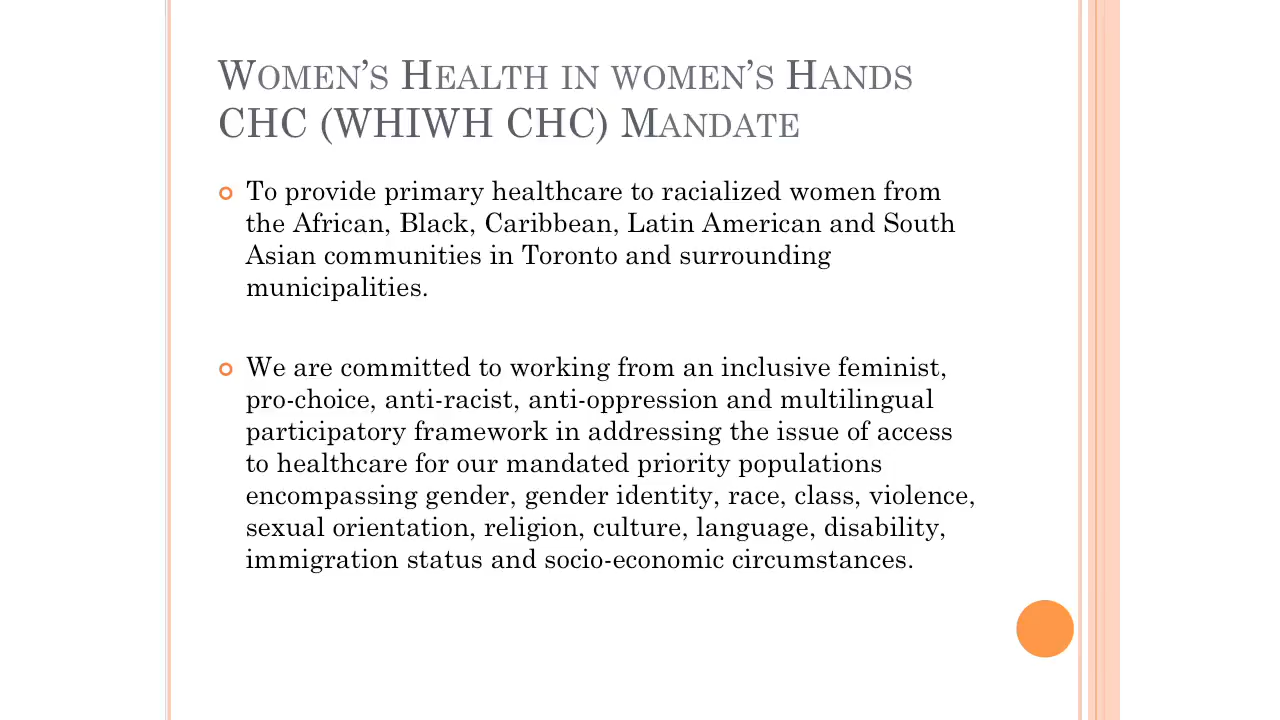 Women's Health in women's Hands
CHC (WHIWH CHC) Mandate
To provide primary healthcare to racialized women from
the African, Black, Caribbean, Latin American and South
Asian communities in Toronto and surrounding
municipalities.
We are committed to working from an inclusive feminist,
pro-choice, anti-racist, anti-oppression and multilingual
participatory framework in addressing the issue of access
to healthcare for our mandated priority populations
encompassing gender, gender identity, race, class, violence,
sexual orientation, religion, culture, language, disability,
immigration status and socio-economic circumstances.